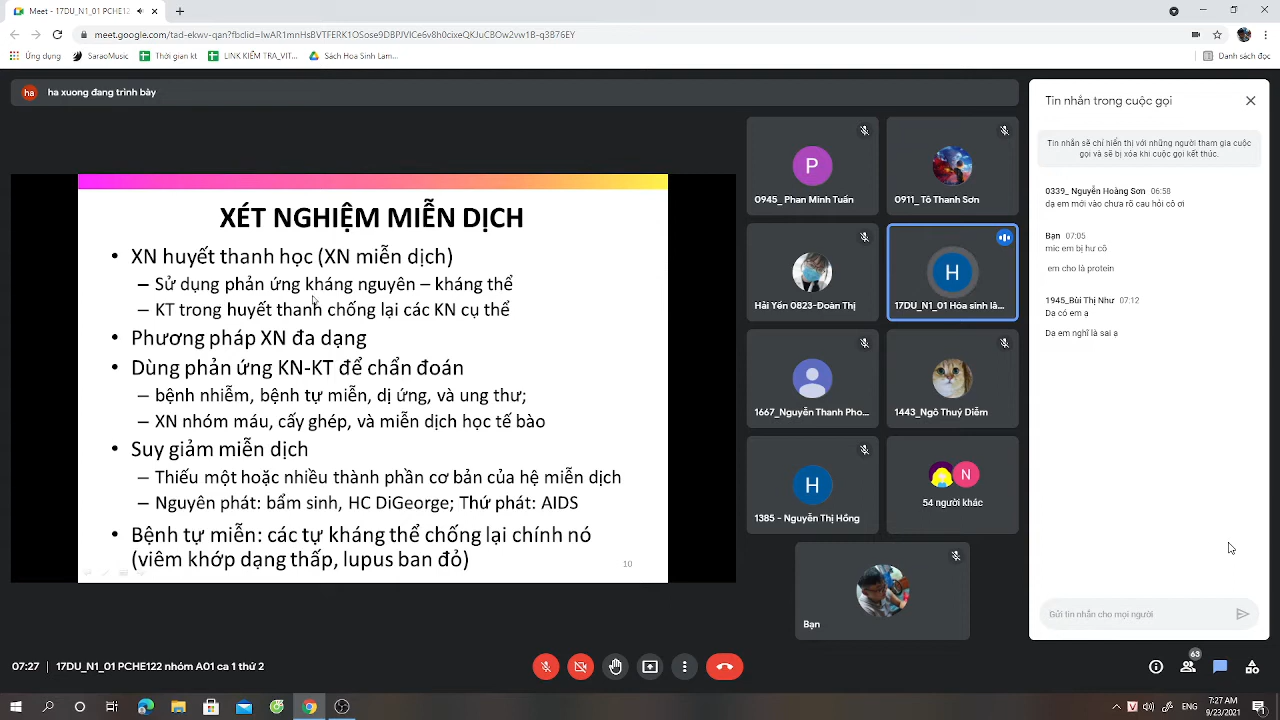 Meet - 17DU_N1_01 PCHE12
meet.google.com/tad-ekwv-qan?fbclid=IwAR1mnHsBVTFERK1OSose9DBPJVICe6v8h0cixeQKJuCBOw2vw1B-q3B76EY
Ứng dụng
SaraoMusic
Thời gian kt
LINK KIỂM TRA_VIT...
Sách Hoa Sinh Lam...
Danh sách đọc
ha
ha xuong đang trình bày
XÉT NGHIỆM MIỄN DỊCH
• XN huyết thanh học (XN miễn dịch)
– Sử dụng phản ứng kháng nguyên – kháng thể
– KT trong huyết thanh chống lại các KN cụ thể
• Phương pháp XN đa dạng
• Dùng phản ứng KN-KT để chẩn đoán
– bệnh nhiễm, bệnh tự miễn, dị ứng, và ung thư;
– XN nhóm máu, cấy ghép, và miễn dịch học tế bào
• Suy giảm miễn dịch
– Thiếu một hoặc nhiều thành phần cơ bản của hệ miễn dịch
– Nguyên phát: bẩm sinh, HC DiGeorge; Thứ phát: AIDS
• Bệnh tự miễn: các tự kháng thể chống lại chính nó
(viêm khớp dạng thấp, lupus ban đỏ)
10
P
0945_ Phan Minh Tuấn
0911_ Tô Thanh Sơn
Hải Yến 0823-Đoàn Thị
H
17DU_N1_01 Hóa sinh lâ...
1667_Nguyễn Thanh Pho...
1443_Ngô Thuý Diễm
H
1385 - Nguyễn Thị Hồng
N
54 người khác
Bạn
Tin nhắn trong cuộc gọi
Tin nhắn sẽ chỉ hiển thị với những người tham gia cuộc
gọi và sẽ bị xóa khi cuộc gọi kết thúc.
0339_ Nguyễn Hoàng Sơn 06:58
dạ em mới vào chưa rõ cau hỏi cô ơi
Bạn 07:05
mic em bị hư cô
em cho là protein
1945_Bùi Thị Như 07:12
Da có em a
Dạ em nghĩ là sai ạ
Gửi tin nhắn cho mọi người
07:27 | 17DU_N1_01 PCHE122 nhóm A01 ca 1 thứ 2
63
V
7:27 AM
9/23/2021